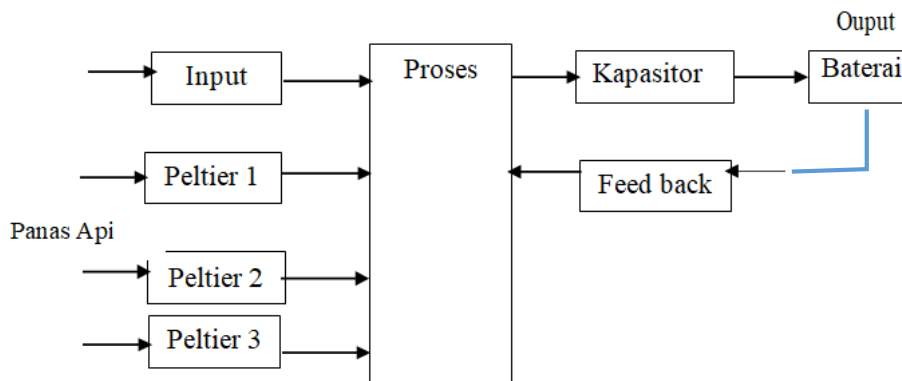 Ouput
Input
Proses
Kapasitor
Baterai
Peltier 1
Feed back
Panas Api
Peltier 2
Peltier 3